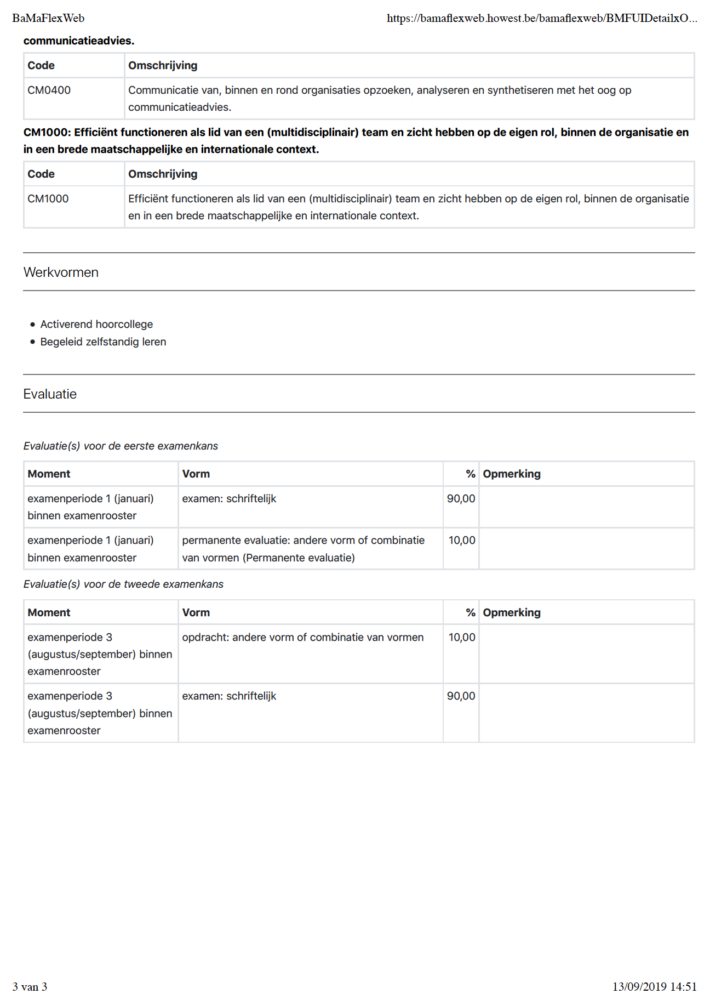 BaMaFlexWeb
https://bamaflexweb.howest.be/bamaflexweb/BMFUIDetailxO...
communicatieadvies.
Code Omschrijving
CM0400 Communicatie van, binnen en rond organisaties opzoeken, analyseren en synthetiseren met het oog op
communicatieadvies.
CM1000: Efficiënt functioneren als lid van een (multidisciplinair) team en zicht hebben op de eigen rol, binnen de organisatie en
in een brede maatschappelijke en internationale context.
Code Omschrijving
CM1000 Efficiënt functioneren als lid van een (multidisciplinair) team en zicht hebben op de eigen rol, binnen de organisatie
en in een brede maatschappelijke en internationale context.
Werkvormen
• Activerend hoorcollege
• Begeleid zelfstandig leren
Evaluatie
Evaluatie(s) voor de eerste examenkans
Moment Vorm % Opmerking
examenperiode 1 (januari) examen: schriftelijk 90,00
binnen examenrooster
examenperiode 1 (januari) permanente evaluatie: andere vorm of combinatie 10,00
binnen examenrooster van vormen (Permanente evaluatie)
Evaluatie(s) voor de tweede examenkans
Moment Vorm % Opmerking
examenperiode 3 opdracht: andere vorm of combinatie van vormen 10,00
(augustus/september) binnen
examenrooster
examenperiode 3 examen: schriftelijk 90,00
(augustus/september) binnen
examenrooster
3 van 3
13/09/2019 14:51